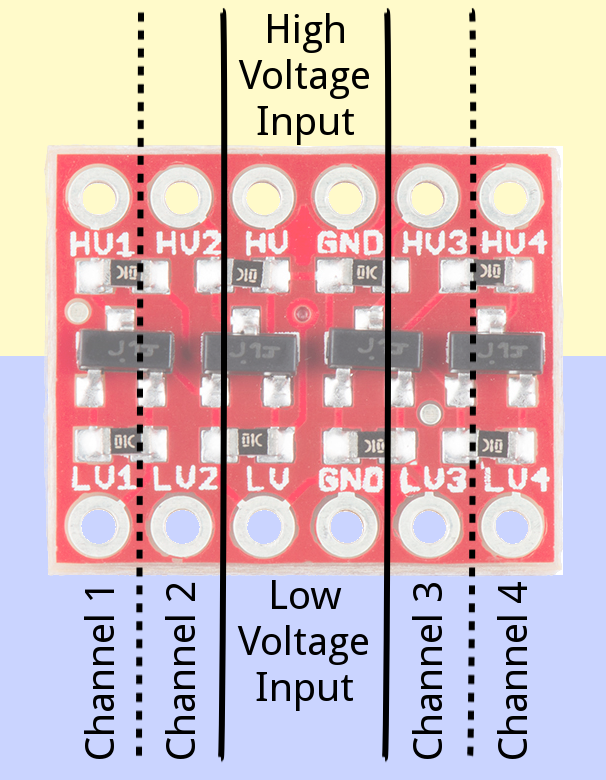 High
Voltage
Input
HV1 HV2 HV GND HV3 HV4
LV1 LV2 LV GND LV3 LV4
Channel 1
Channel 2
Low
Voltage
Input
Channel 3
Channel 4